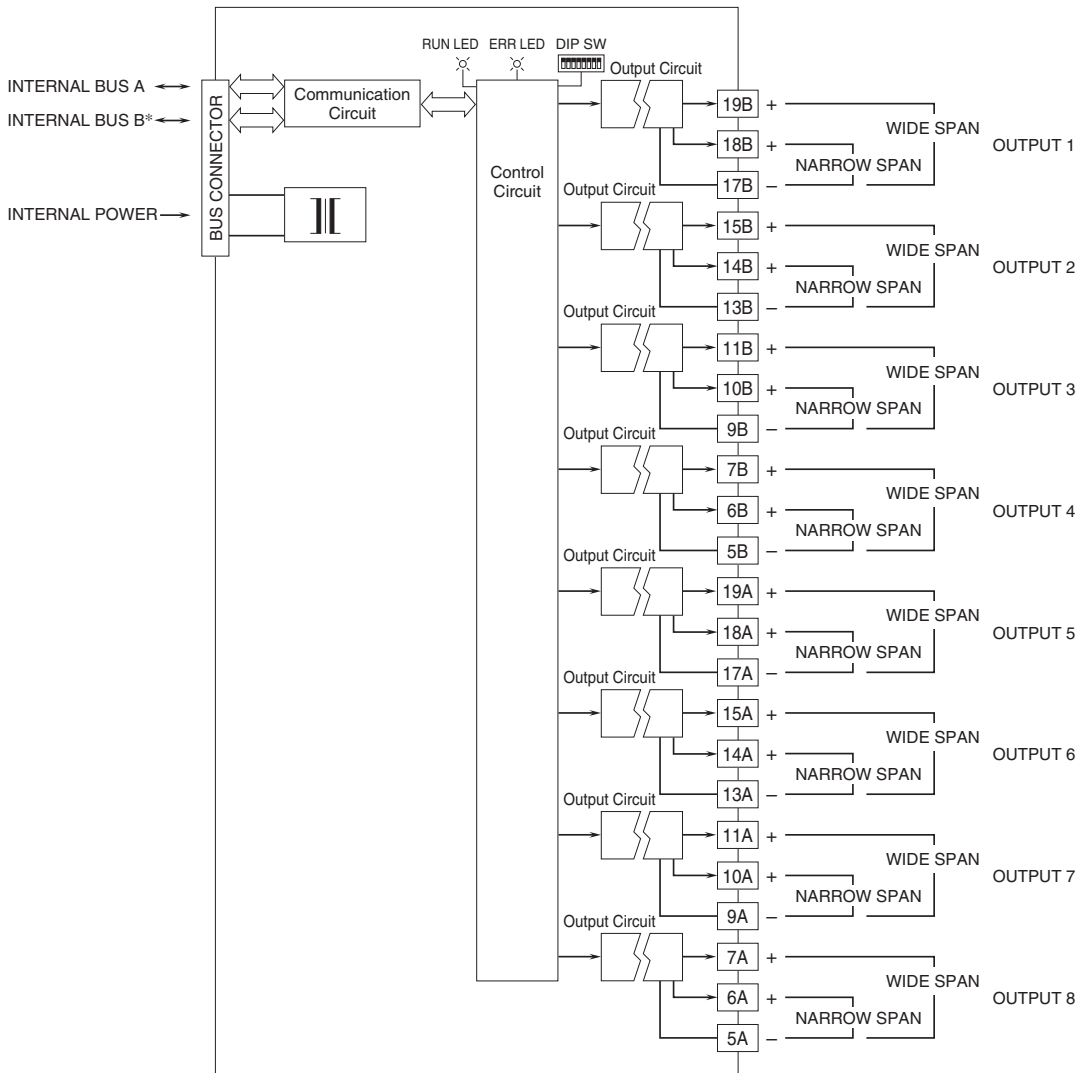 RUN LED ERR LED DIP SW
Output Circuit
INTERNAL BUS A
INTERNAL BUS B*
INTERNAL POWER
BUS CONNECTOR
Communication
Circuit
Control
Circuit
19B +
WIDE SPAN
OUTPUT 1
18B +
NARROW SPAN
17B –
Output Circuit
15B +
WIDE SPAN
OUTPUT 2
14B +
NARROW SPAN
13B –
Output Circuit
11B +
WIDE SPAN
OUTPUT 3
10B +
NARROW SPAN
9B –
Output Circuit
7B +
WIDE SPAN
OUTPUT 4
6B +
NARROW SPAN
5B –
Output Circuit
19A +
WIDE SPAN
OUTPUT 5
18A +
NARROW SPAN
17A –
Output Circuit
15A +
WIDE SPAN
OUTPUT 6
14A +
NARROW SPAN
13A –
Output Circuit
11A +
WIDE SPAN
OUTPUT 7
10A +
NARROW SPAN
9A –
Output Circuit
7A +
WIDE SPAN
OUTPUT 8
6A +
NARROW SPAN
5A –